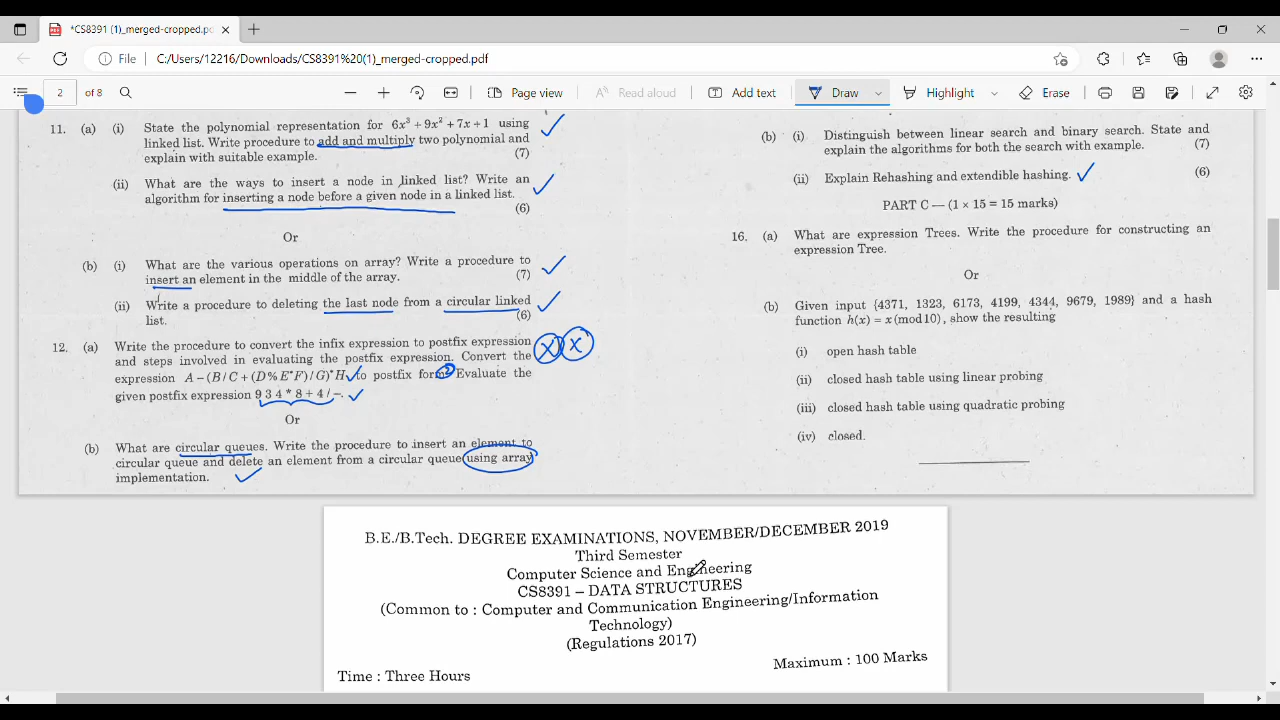 *CS8391 (1)_merged-cropped.pdf
File C:/Users/12216/Downloads/CS8391%20(1)_merged-cropped.pdf
2 of 8 Page view Read aloud Add text Draw Highlight Erase
11. (a) (i) State the polynomial representation for 6x³ + 9x² + 7x + 1 using
linked list. Write procedure to add and multiply two polynomial and
explain with suitable example. (7)
(ii) What are the ways to insert a node in linked list? Write an
algorithm for inserting a node before a given node in a linked list.
(6)
Or
(b) (i) What are the various operations on array? Write a procedure to
insert an element in the middle of the array. (7)
(ii) Write a procedure to deleting the last node from a circular linked
list. (6)
12. (a) Write the procedure to convert the infix expression to postfix expression
and steps involved in evaluating the postfix expression. Convert the
expression A – (B / C + (D % E * F) / G)* H to postfix form. Evaluate the
given postfix expression 9 3 4 * 8 + 4 / –.
X X
Or
(b) What are circular queues. Write the procedure to insert an element to
circular queue and delete an element from a circular queue using array
implementation.
(b) (i) Distinguish between linear search and binary search. State and
explain the algorithms for both the search with example. (7)
(ii) Explain Rehashing and extendible hashing. (6)
PART C — (1 × 15 = 15 marks)
16. (a) What are expression Trees. Write the procedure for constructing an
expression Tree.
Or
(b) Given input {4371, 1323, 6173, 4199, 4344, 9679, 1989} and a hash
function h(x) = x (mod 10), show the resulting
(i) open hash table
(ii) closed hash table using linear probing
(iii) closed hash table using quadratic probing
(iv) closed.
B.E./B.Tech. DEGREE EXAMINATIONS, NOVEMBER/DECEMBER 2019
Third Semester
Computer Science and Engineering
CS8391 – DATA STRUCTURES
(Common to : Computer and Communication Engineering/Information
Technology)
(Regulations 2017)
Time : Three Hours Maximum : 100 Marks